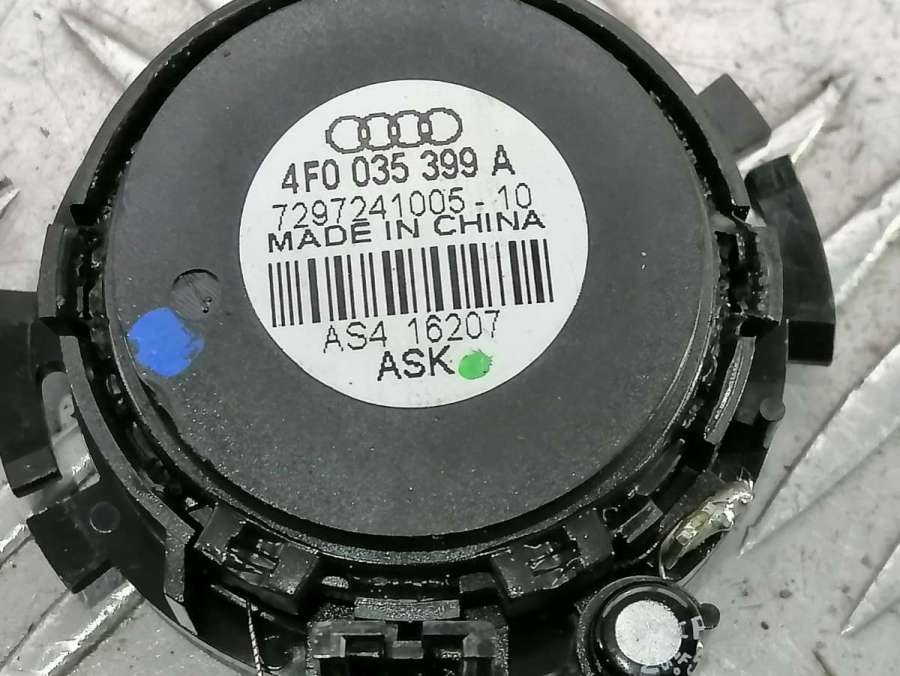 4F0 035 399 A
7297241005-10
MADE IN CHINA
AS4 16207
ASK